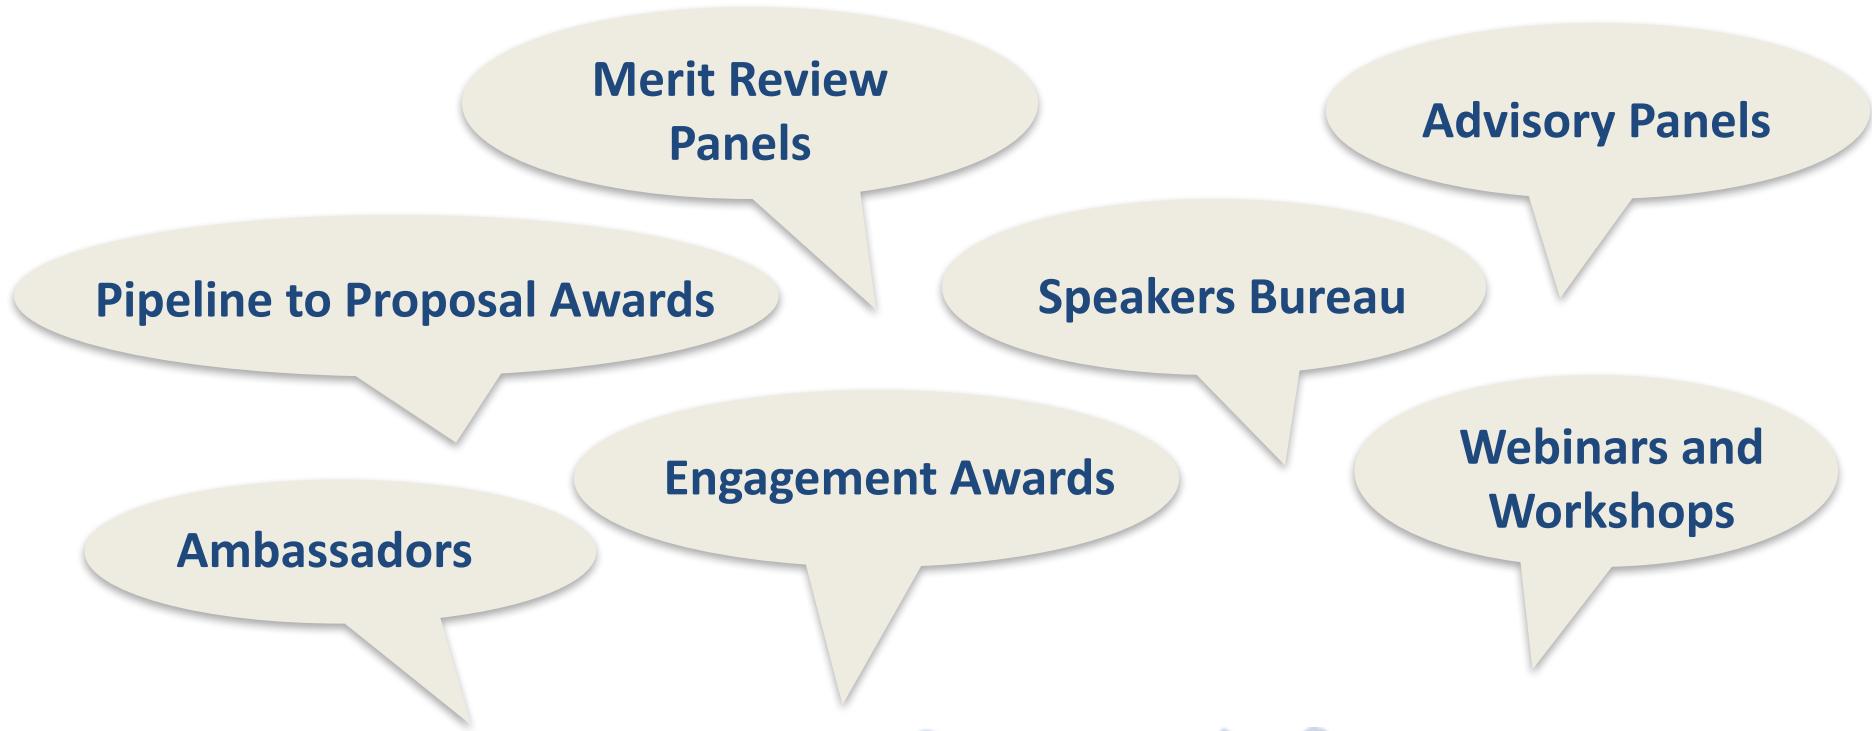 Merit Review
Panels
Advisory Panels
Pipeline to Proposal Awards
Speakers Bureau
Engagement Awards
Webinars and
Workshops
Ambassadors